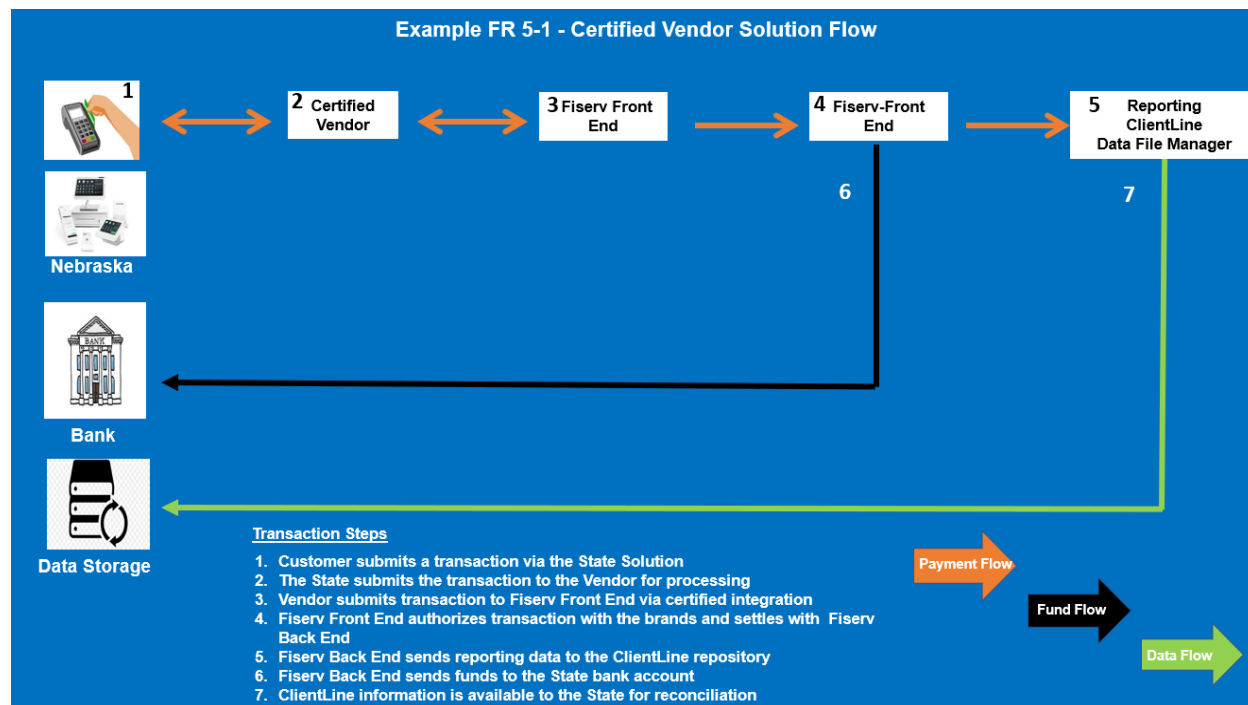 Example FR 5-1 - Certified Vendor Solution Flow
1
2 Certified
Vendor
3 Fiserv Front
End
4 Fiserv-Front
End
5 Reporting
ClientLine
Data File Manager
6
7
Nebraska
BANK
Bank
Data Storage
Transaction Steps
1. Customer submits a transaction via the State Solution
2. The State submits the transaction to the Vendor for processing
3. Vendor submits transaction to Fiserv Front End via certified integration
4. Fiserv Front End authorizes transaction with the brands and settles with Fiserv
Back End
5. Fiserv Back End sends reporting data to the ClientLine repository
6. Fiserv Back End sends funds to the State bank account
7. ClientLine information is available to the State for reconciliation
Payment Flow
Fund Flow
Data Flow